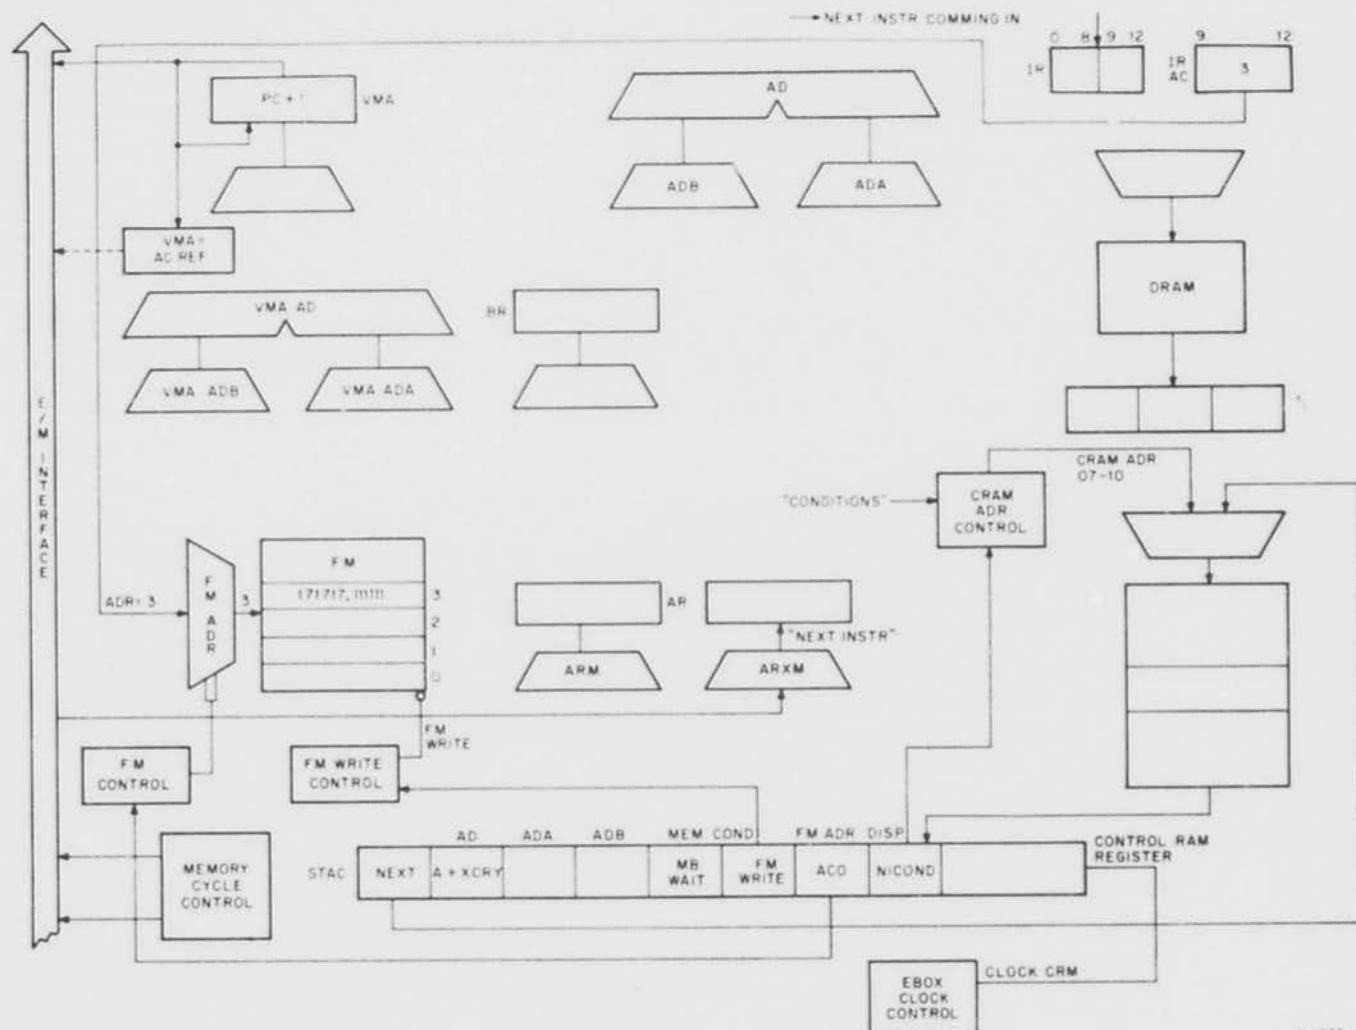 NEXT INSTR COMMING IN
0 8 9 12
IR
9 12
IR
AC
3
PC+1
VMA
AD
ADB
ADA
VMA=
AC REF
DRAM
VMA AD
BR
VMA ADB
VMA ADA
E/M INTERFACE
CRAM ADR
07-10
"CONDITIONS"
CRAM
ADR
CONTROL
ADR=3
FM ADR
3
FM
171717,111111
3
2
1
0
AR
"NEXT INSTR"
ARM
ARXM
FM
WRITE
FM
CONTROL
FM WRITE
CONTROL
AD ADA ADB MEM COND FM ADR DISP
CONTROL RAM
REGISTER
MEMORY
CYCLE
CONTROL
STAC
NEXT
A+XCRY
MB
WAIT
FM
WRITE
AC0
NICOND
EBOX
CLOCK
CONTROL
CLOCK CRM